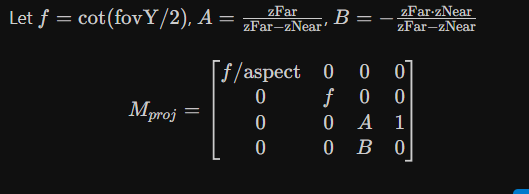 Let f = cot(fovY/2), A = zFar/(zFar−zNear), B = −(zFar·zNear)/(zFar−zNear)
M_proj = [f/aspect 0 0 0
0 f 0 0
0 0 A 1
0 0 B 0]